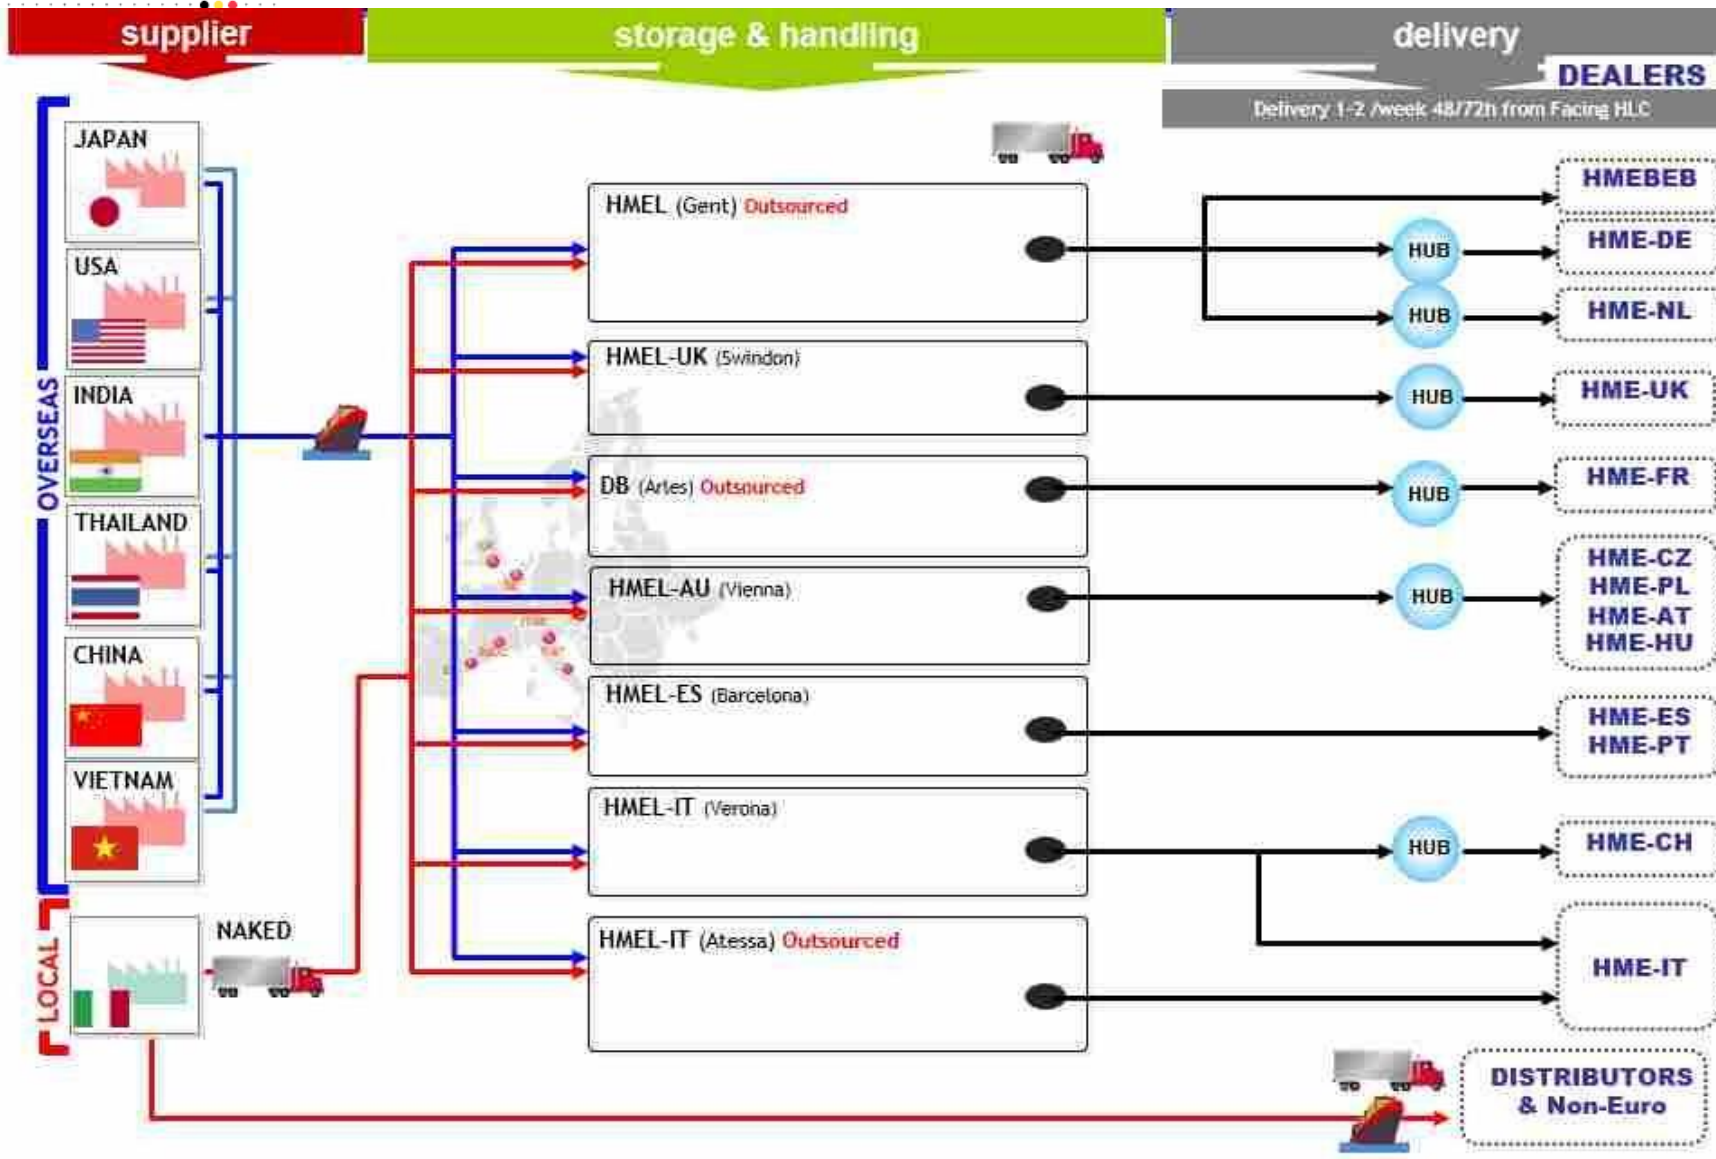 supplier
storage & handling
delivery
DEALERS
Delivery 1-2 /week 48/72h from Facing HLC
OVERSEAS
JAPAN
USA
INDIA
THAILAND
CHINA
VIETNAM
LOCAL
NAKED
HMEL (Gent) Outsourced
HMEL-UK (Swindon)
DB (Arles) Outsourced
HMEL-AU (Vienna)
HMEL-ES (Barcelona)
HMEL-IT (Verona)
HMEL-IT (Atessa) Outsourced
HUB
HUB
HUB
HUB
HUB
HUB
HMEBEB
HME-DE
HME-NL
HME-UK
HME-FR
HME-CZ
HME-PL
HME-AT
HME-HU
HME-ES
HME-PT
HME-CH
HME-IT
DISTRIBUTORS
& Non-Euro